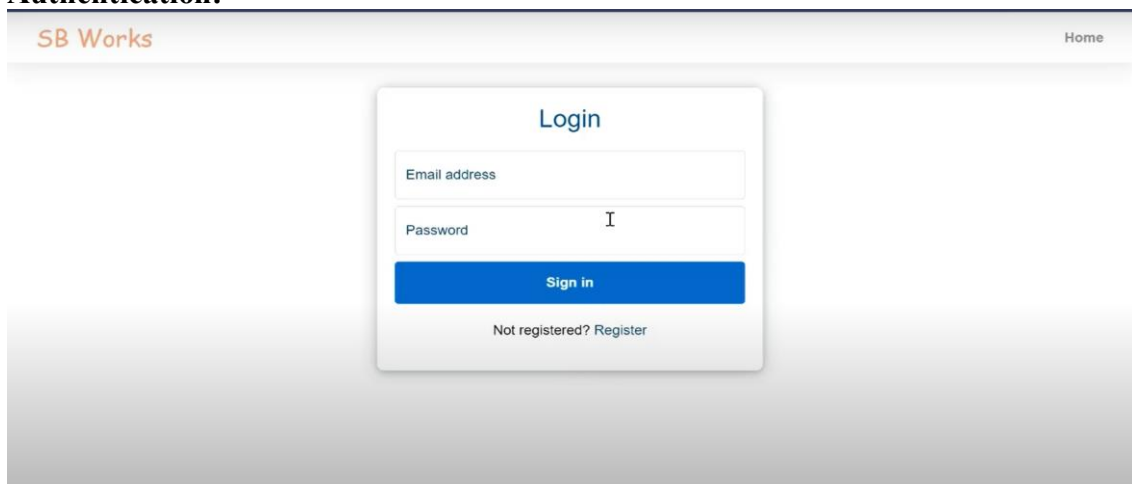 Authentication:
SB Works
Home
Login
Email address
Password
Sign in
Not registered? Register